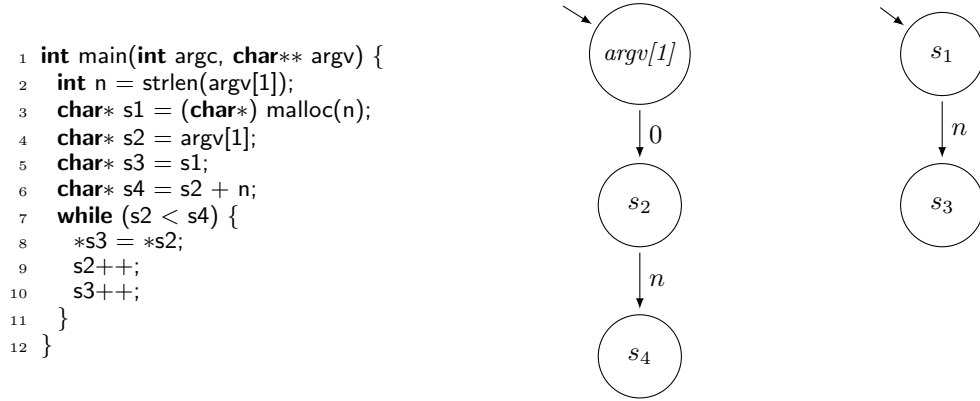 1 int main(int argc, char** argv) {
2 int n = strlen(argv[1]);
3 char* s1 = (char*) malloc(n);
4 char* s2 = argv[1];
5 char* s3 = s1;
6 char* s4 = s2 + n;
7 while (s2 < s4) {
8 *s3 = *s2;
9 s2++;
10 s3++;
11 }
12 }
argv[1]
0
s₂
n
s₄
s₁
n
s₃